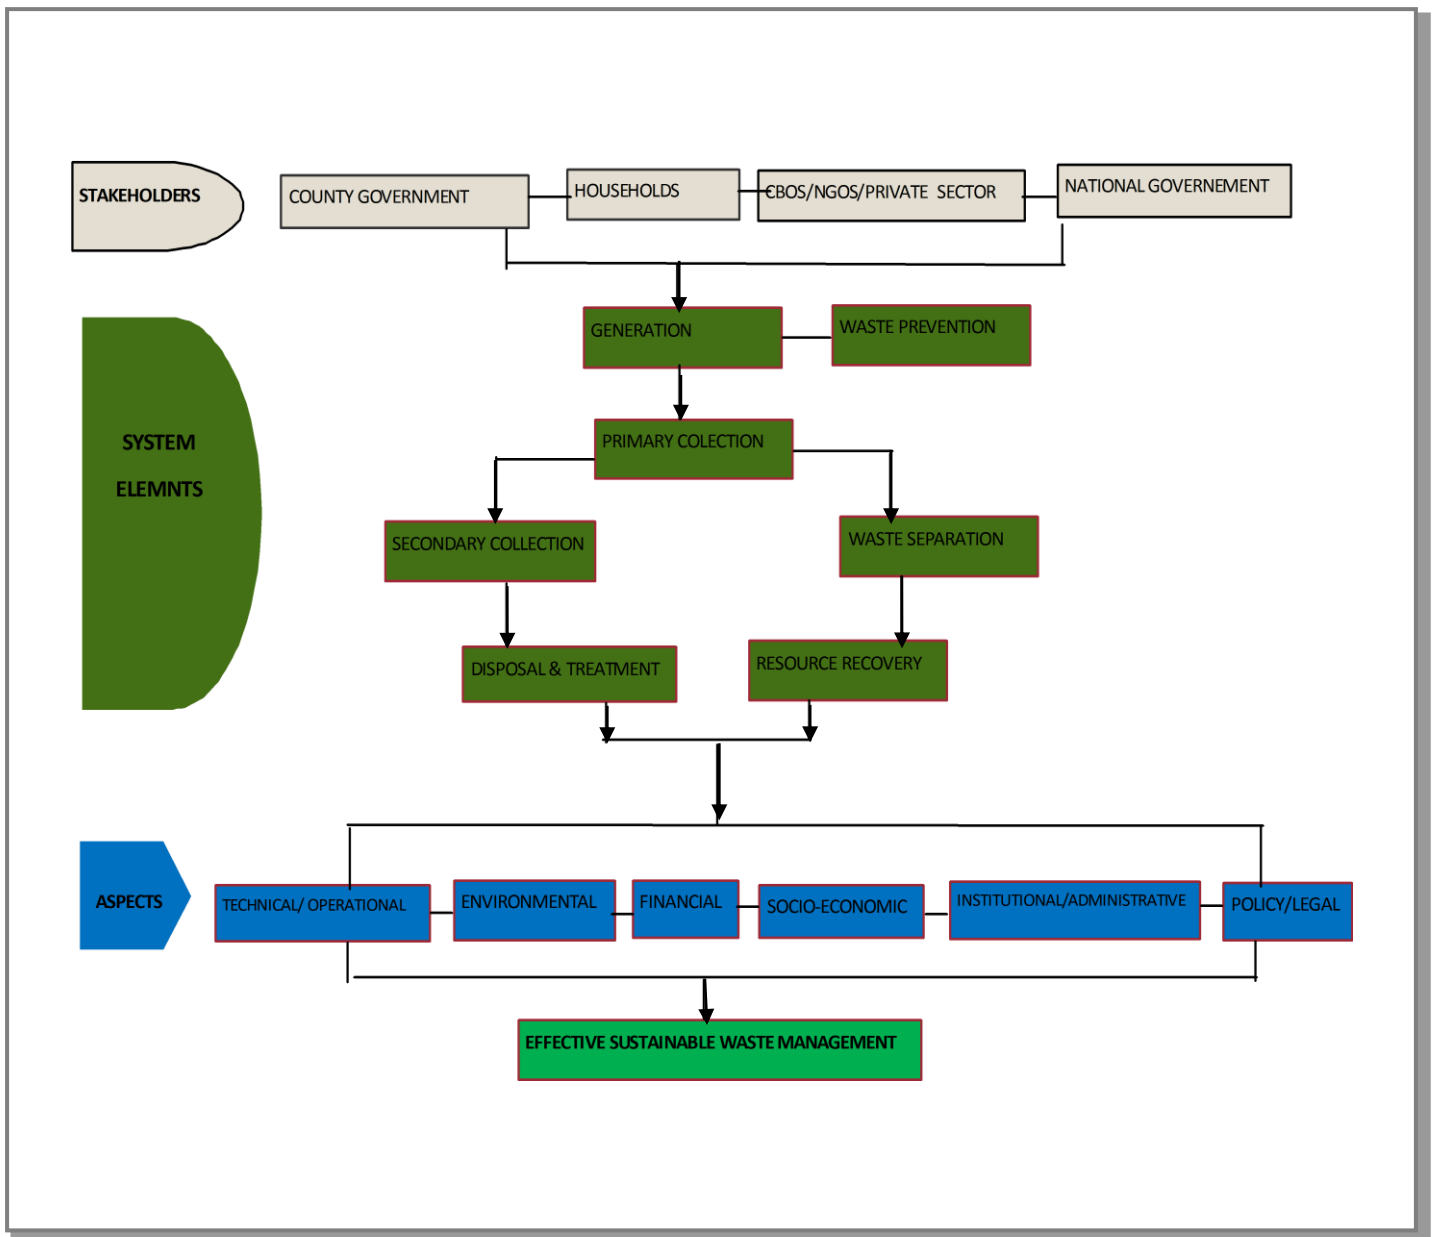 STAKEHOLDERS
COUNTY GOVERNMENT
HOUSEHOLDS
CBOS/NGOS/PRIVATE SECTOR
NATIONAL GOVERNEMENT
GENERATION
WASTE PREVENTION
SYSTEM
ELEMNTS
PRIMARY COLECTION
SECONDARY COLLECTION
WASTE SEPARATION
DISPOSAL & TREATMENT
RESOURCE RECOVERY
ASPECTS
TECHNICAL/ OPERATIONAL
ENVIRONMENTAL
FINANCIAL
SOCIO-ECONOMIC
INSTITUTIONAL/ADMINISTRATIVE
POLICY/LEGAL
EFFECTIVE SUSTAINABLE WASTE MANAGEMENT